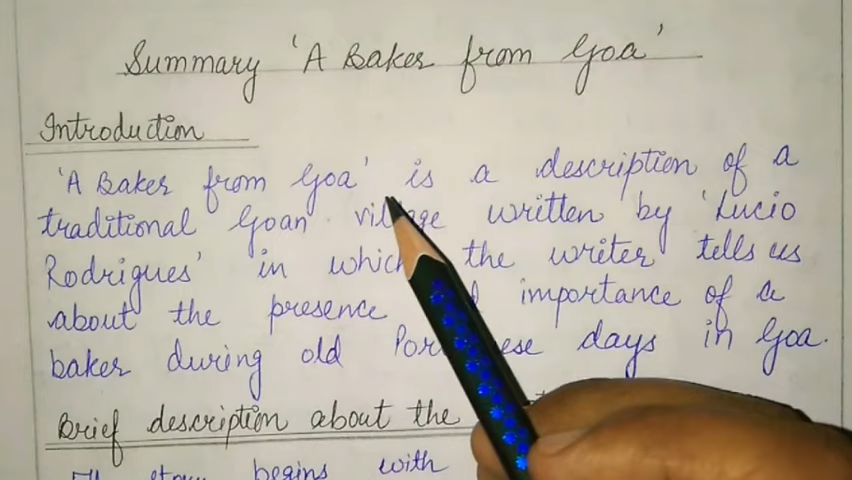 Summary 'A Baker from Goa'
Introduction
'A Baker from Goa' is a description of a
traditional Goan village written by 'Lucio
Rodrigues' in which the writer tells us
about the presence importance of a
baker during old days in Goa.
Brief description about the
begins with